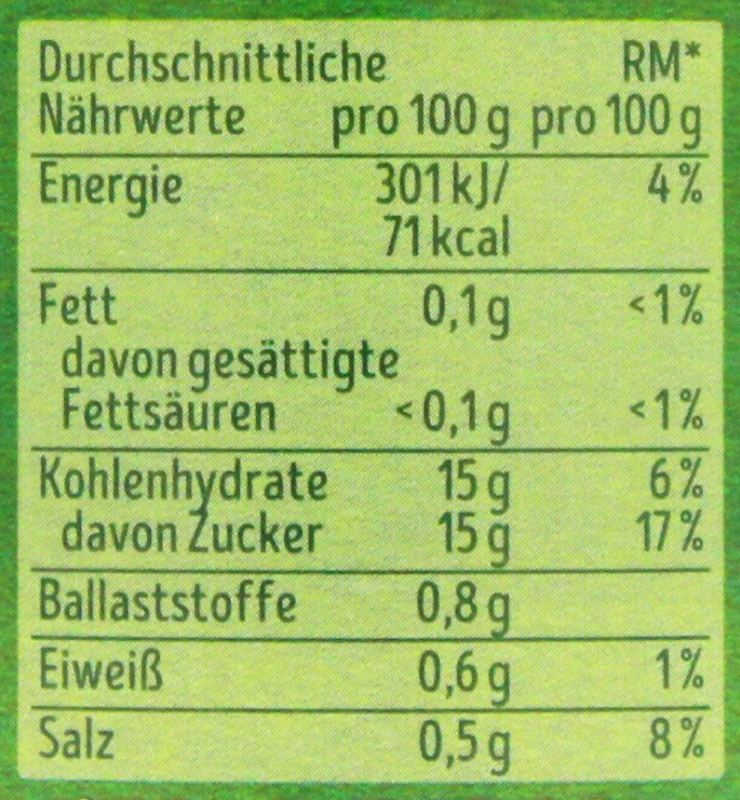 Durchschnittliche RM*
Nährwerte pro 100 g pro 100 g
Energie 301 kJ/ 4 %
71 kcal
Fett 0,1 g <1 %
davon gesättigte
Fettsäuren <0,1 g <1 %
Kohlenhydrate 15 g 6 %
davon Zucker 15 g 17 %
Ballaststoffe 0,8 g
Eiweiß 0,6 g 1 %
Salz 0,5 g 8 %